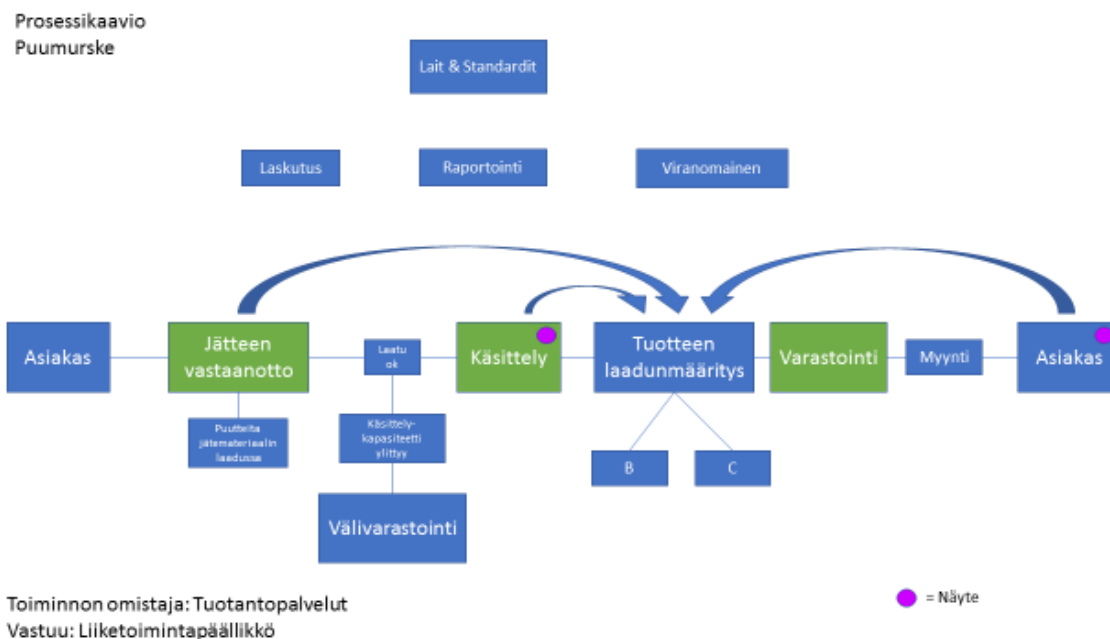 Prosessikaavio
Puumurske
Lait & Standardit
Laskutus
Raportointi
Viranomainen
Asiakas
Jätteen
vastaanotto
Laatu
ok
Käsittely
Tuotteen
laadunmääritys
Varastointi
Myynti
Asiakas
Puutteita
jätemateriaalin
laadussa
Käsittely-
kapasiteetti
ylittyy
B
C
Välivarastointi
Toiminnon omistaja: Tuotantopalvelut
Vastuu: Liiketoimintapäällikkö
= Näyte